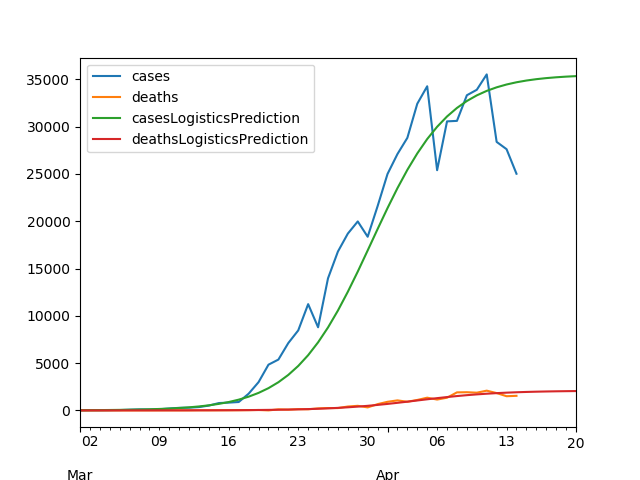 cases
deaths
casesLogisticsPrediction
deathsLogisticsPrediction
35000
30000
25000
20000
15000
10000
5000
0
02 09 16 23 30 06 13 20
Mar Apr